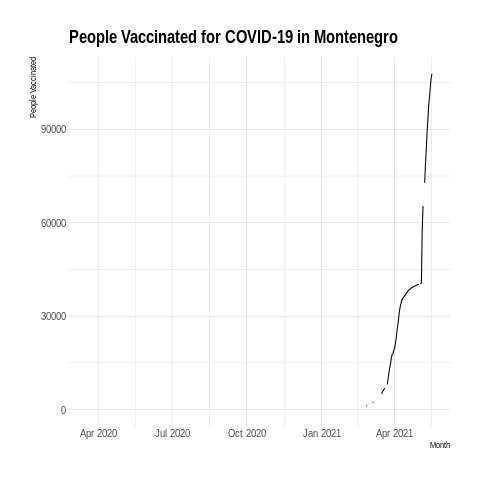 People Vaccinated for COVID-19 in Montenegro
People Vaccinated
90000
60000
30000
0
Apr 2020 Jul 2020 Oct 2020 Jan 2021 Apr 2021
Month